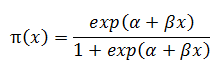 π(x) = exp(α + βx) / 1 + exp(α + βx)